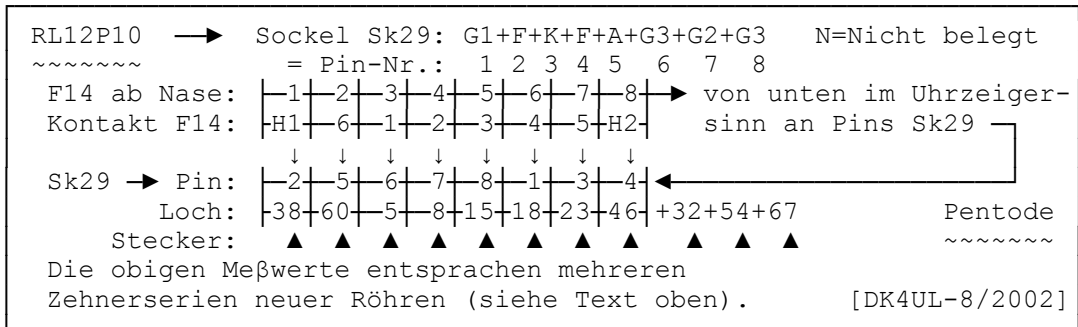 RL12P10 ──► Sockel Sk29: G1+F+K+F+A+G3+G2+G3 N=Nicht belegt
~~~~~~~ = Pin-Nr.: 1 2 3 4 5 6 7 8
F14 ab Nase: ├─1┼─2┼─3┼─4┼─5┼─6┼─7┼─8┼─► von unten im Uhrzeiger-
Kontakt F14: ├H1┼─6┼─1┼─2┼─3┼─4┼─5┼H2┤ sinn an Pins Sk29 ─┐
↓ ↓ ↓ ↓ ↓ ↓ ↓ ↓
Sk29 ─► Pin: ├─2┼─5┼─6┼─7┼─8┼─1┼─3┼─4┤◄
Loch: ├38┼60┼─5┼─8┼15┼18┼23┼46┤+32+54+67 Pentode
Stecker: ▲ ▲ ▲ ▲ ▲ ▲ ▲ ▲ ▲ ▲ ▲ ~~~~~~~
Die obigen Meβwerte entsprachen mehreren
Zehnerserien neuer Röhren (siehe Text oben). [DK4UL-8/2002]